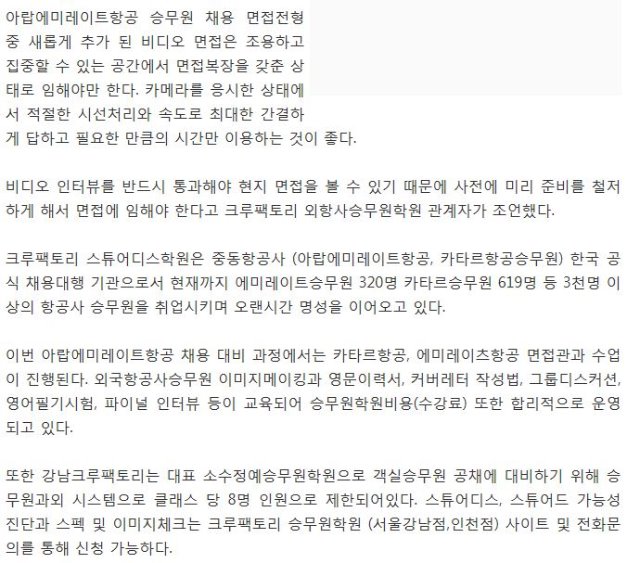 아랍에미레이트항공 승무원 채용 면접전형
중 새롭게 추가 된 비디오 면접은 조용하고
집중할 수 있는 공간에서 면접복장을 갖춘 상
태로 임해야만 한다. 카메라를 응시한 상태에
서 적절한 시선처리와 속도로 최대한 간결하
게 답하고 필요한 만큼의 시간만 이용하는 것이 좋다.
비디오 인터뷰를 반드시 통과해야 현지 면접을 볼 수 있기 때문에 사전에 미리 준비를 철저
하게 해서 면접에 임해야 한다고 크루팩토리 외항사승무원학원 관계자가 조언했다.
크루팩토리 스튜어디스학원은 중동항공사 (아랍에미레이트항공, 카타르항공승무원) 한국 공
식 채용대행 기관으로서 현재까지 에미레이트승무원 320명 카타르승무원 619명 등 3천명 이
상의 항공사 승무원을 취업시키며 오랜시간 명성을 이어오고 있다.
이번 아랍에미레이트항공 채용 대비 과정에서는 카타르항공, 에미레이츠항공 면접관과 수업
이 진행된다. 외국항공사승무원 이미지메이킹과 영문이력서, 커버레터 작성법, 그룹디스커션,
영어필기시험, 파이널 인터뷰 등이 교육되어 승무원학원비용(수강료) 또한 합리적으로 운영
되고 있다.
또한 강남크루팩토리는 대표 소수정예승무원학원으로 객실승무원 공채에 대비하기 위해 승
무원과외 시스템으로 클래스 당 8명 인원으로 제한되어있다. 스튜어디스, 스튜어드 가능성
진단과 스펙 및 이미지체크는 크루팩토리 승무원학원 (서울강남점,인천점) 사이트 및 전화문
의를 통해 신청 가능하다.